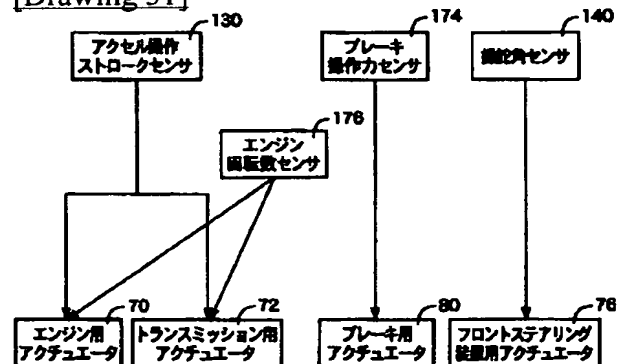 [Drawing 31]
130
アクセル操作
ストロークセンサ
174
ブレーキ
操作力センサ
140
操舵角センサ
176
エンジン
回転数センサ
70
エンジン用
アクチュエータ
72
トランスミッション用
アクチュエータ
80
ブレーキ用
アクチュエータ
76
フロントステアリング
装置用アクチュエータ